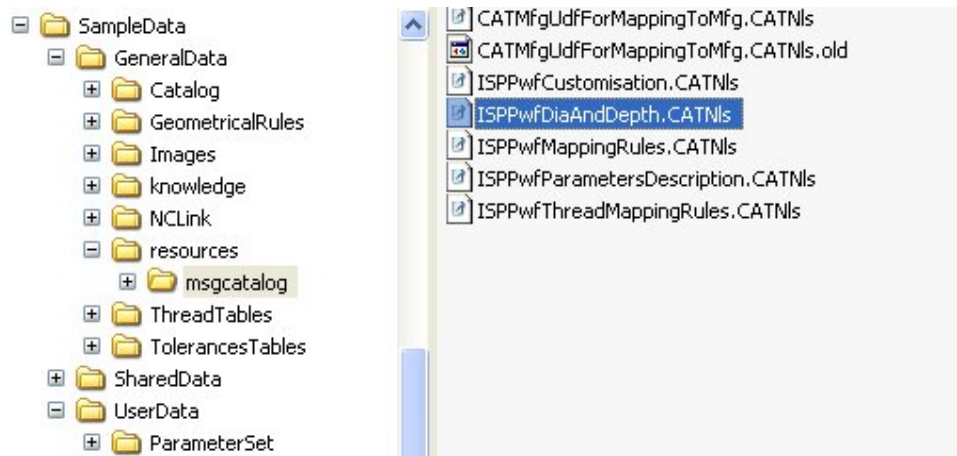 SampleData
GeneralData
Catalog
GeometricalRules
Images
knowledge
NCLink
resources
msgcatalog
ThreadTables
TolerancesTables
SharedData
UserData
ParameterSet
CATMfgUdfForMappingToMfg.CATNls
CATMfgUdfForMappingToMfg.CATNls.old
ISPPwfCustomisation.CATNls
ISPPwfDiaAndDepth.CATNls
ISPPwfMappingRules.CATNls
ISPPwfParametersDescription.CATNls
ISPPwfThreadMappingRules.CATNls